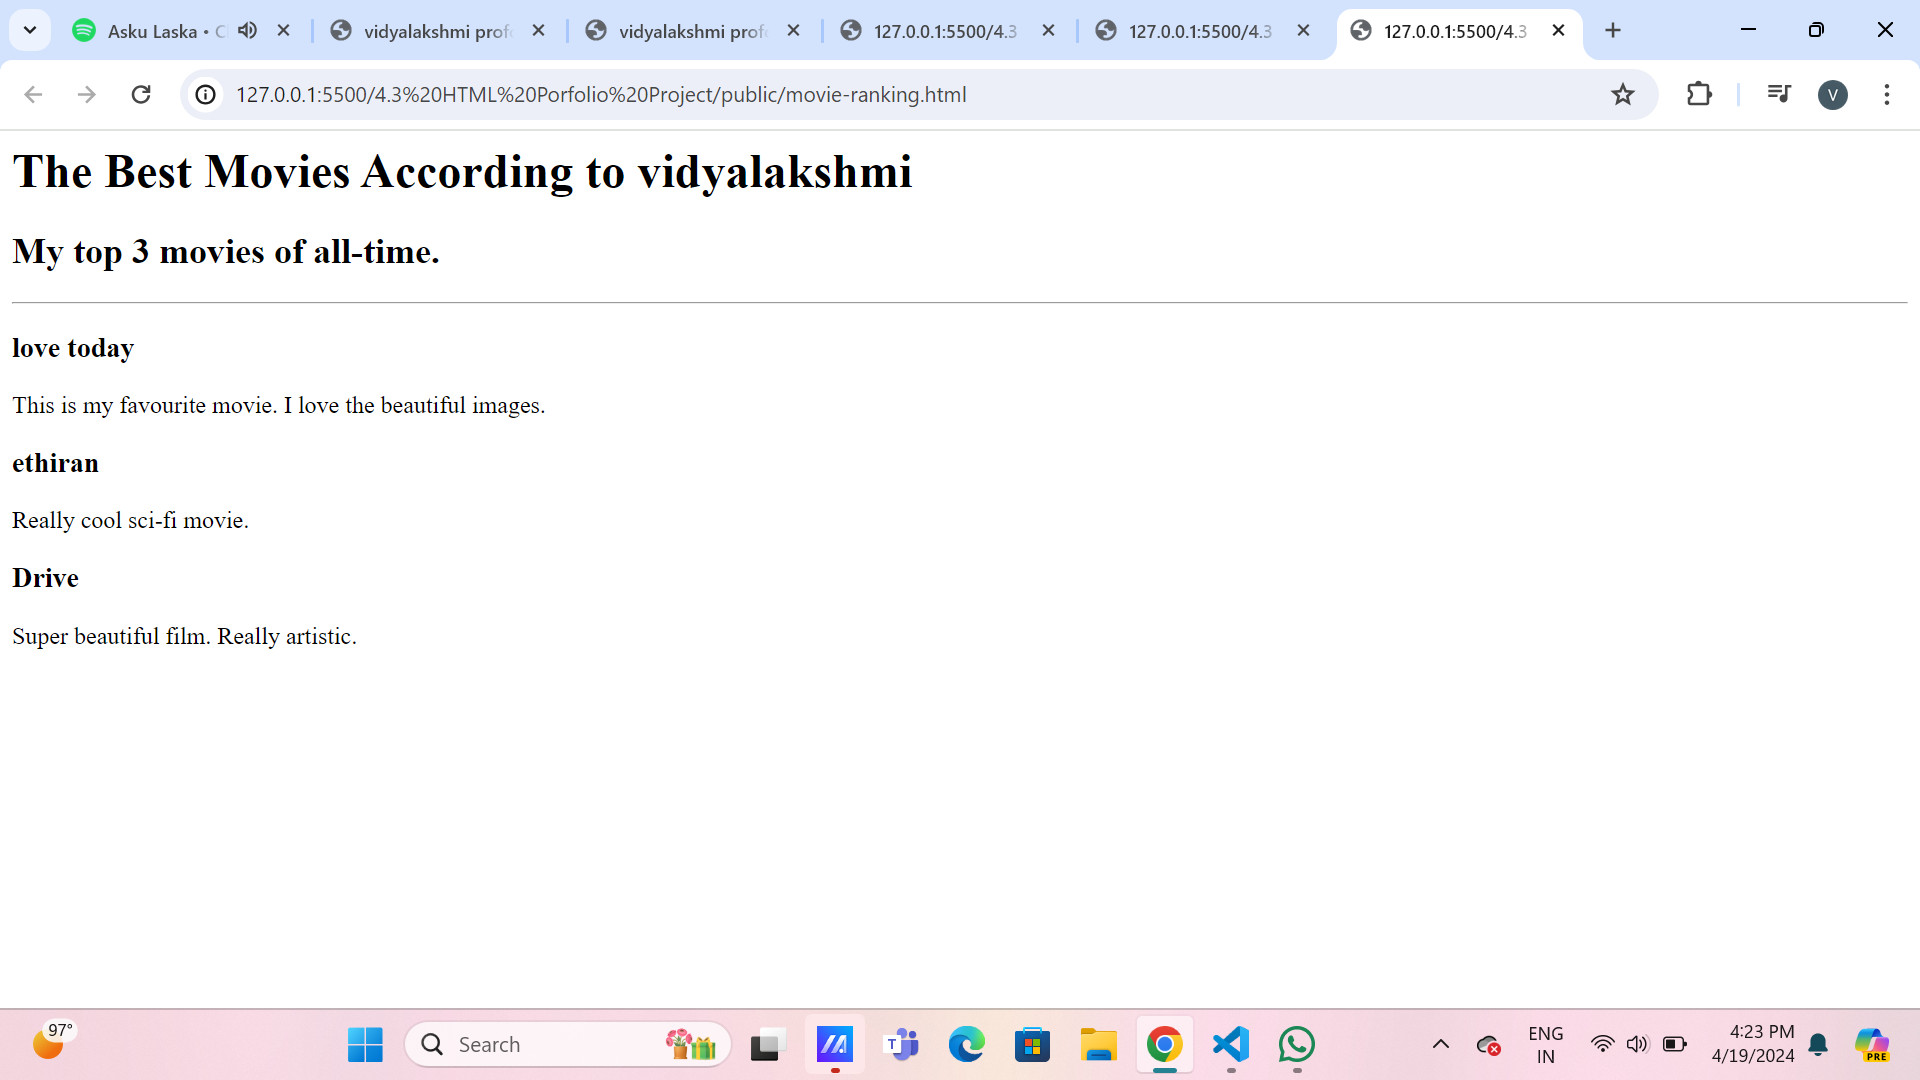 Asku Laska • C
vidyalakshmi prof
vidyalakshmi prof
127.0.0.1:5500/4.3
127.0.0.1:5500/4.3
127.0.0.1:5500/4.3
127.0.0.1:5500/4.3%20HTML%20Porfolio%20Project/public/movie-ranking.html
V
The Best Movies According to vidyalakshmi
My top 3 movies of all-time.
love today
This is my favourite movie. I love the beautiful images.
ethiran
Really cool sci-fi movie.
Drive
Super beautiful film. Really artistic.
97°
Search
T
ENG
IN
4:23 PM
4/19/2024
PRE